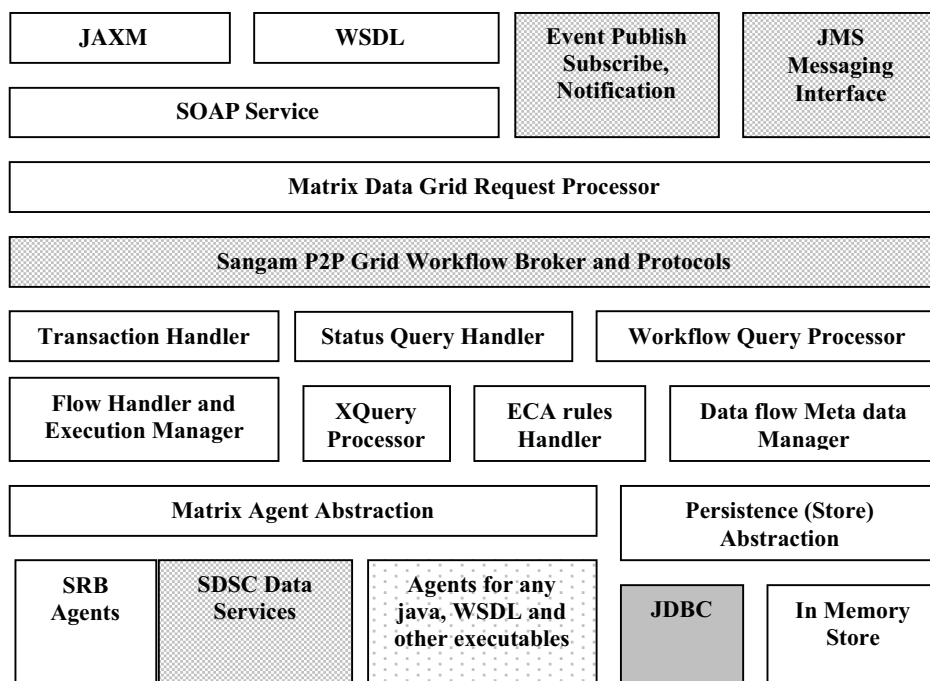 JAXM
WSDL
Event Publish
Subscribe,
Notification
JMS
Messaging
Interface
SOAP Service
Matrix Data Grid Request Processor
Sangam P2P Grid Workflow Broker and Protocols
Transaction Handler
Status Query Handler
Workflow Query Processor
Flow Handler and
Execution Manager
XQuery
Processor
ECA rules
Handler
Data flow Meta data
Manager
Matrix Agent Abstraction
Persistence (Store)
Abstraction
SRB
Agents
SDSC Data
Services
Agents for any
java, WSDL and
other executables
JDBC
In Memory
Store